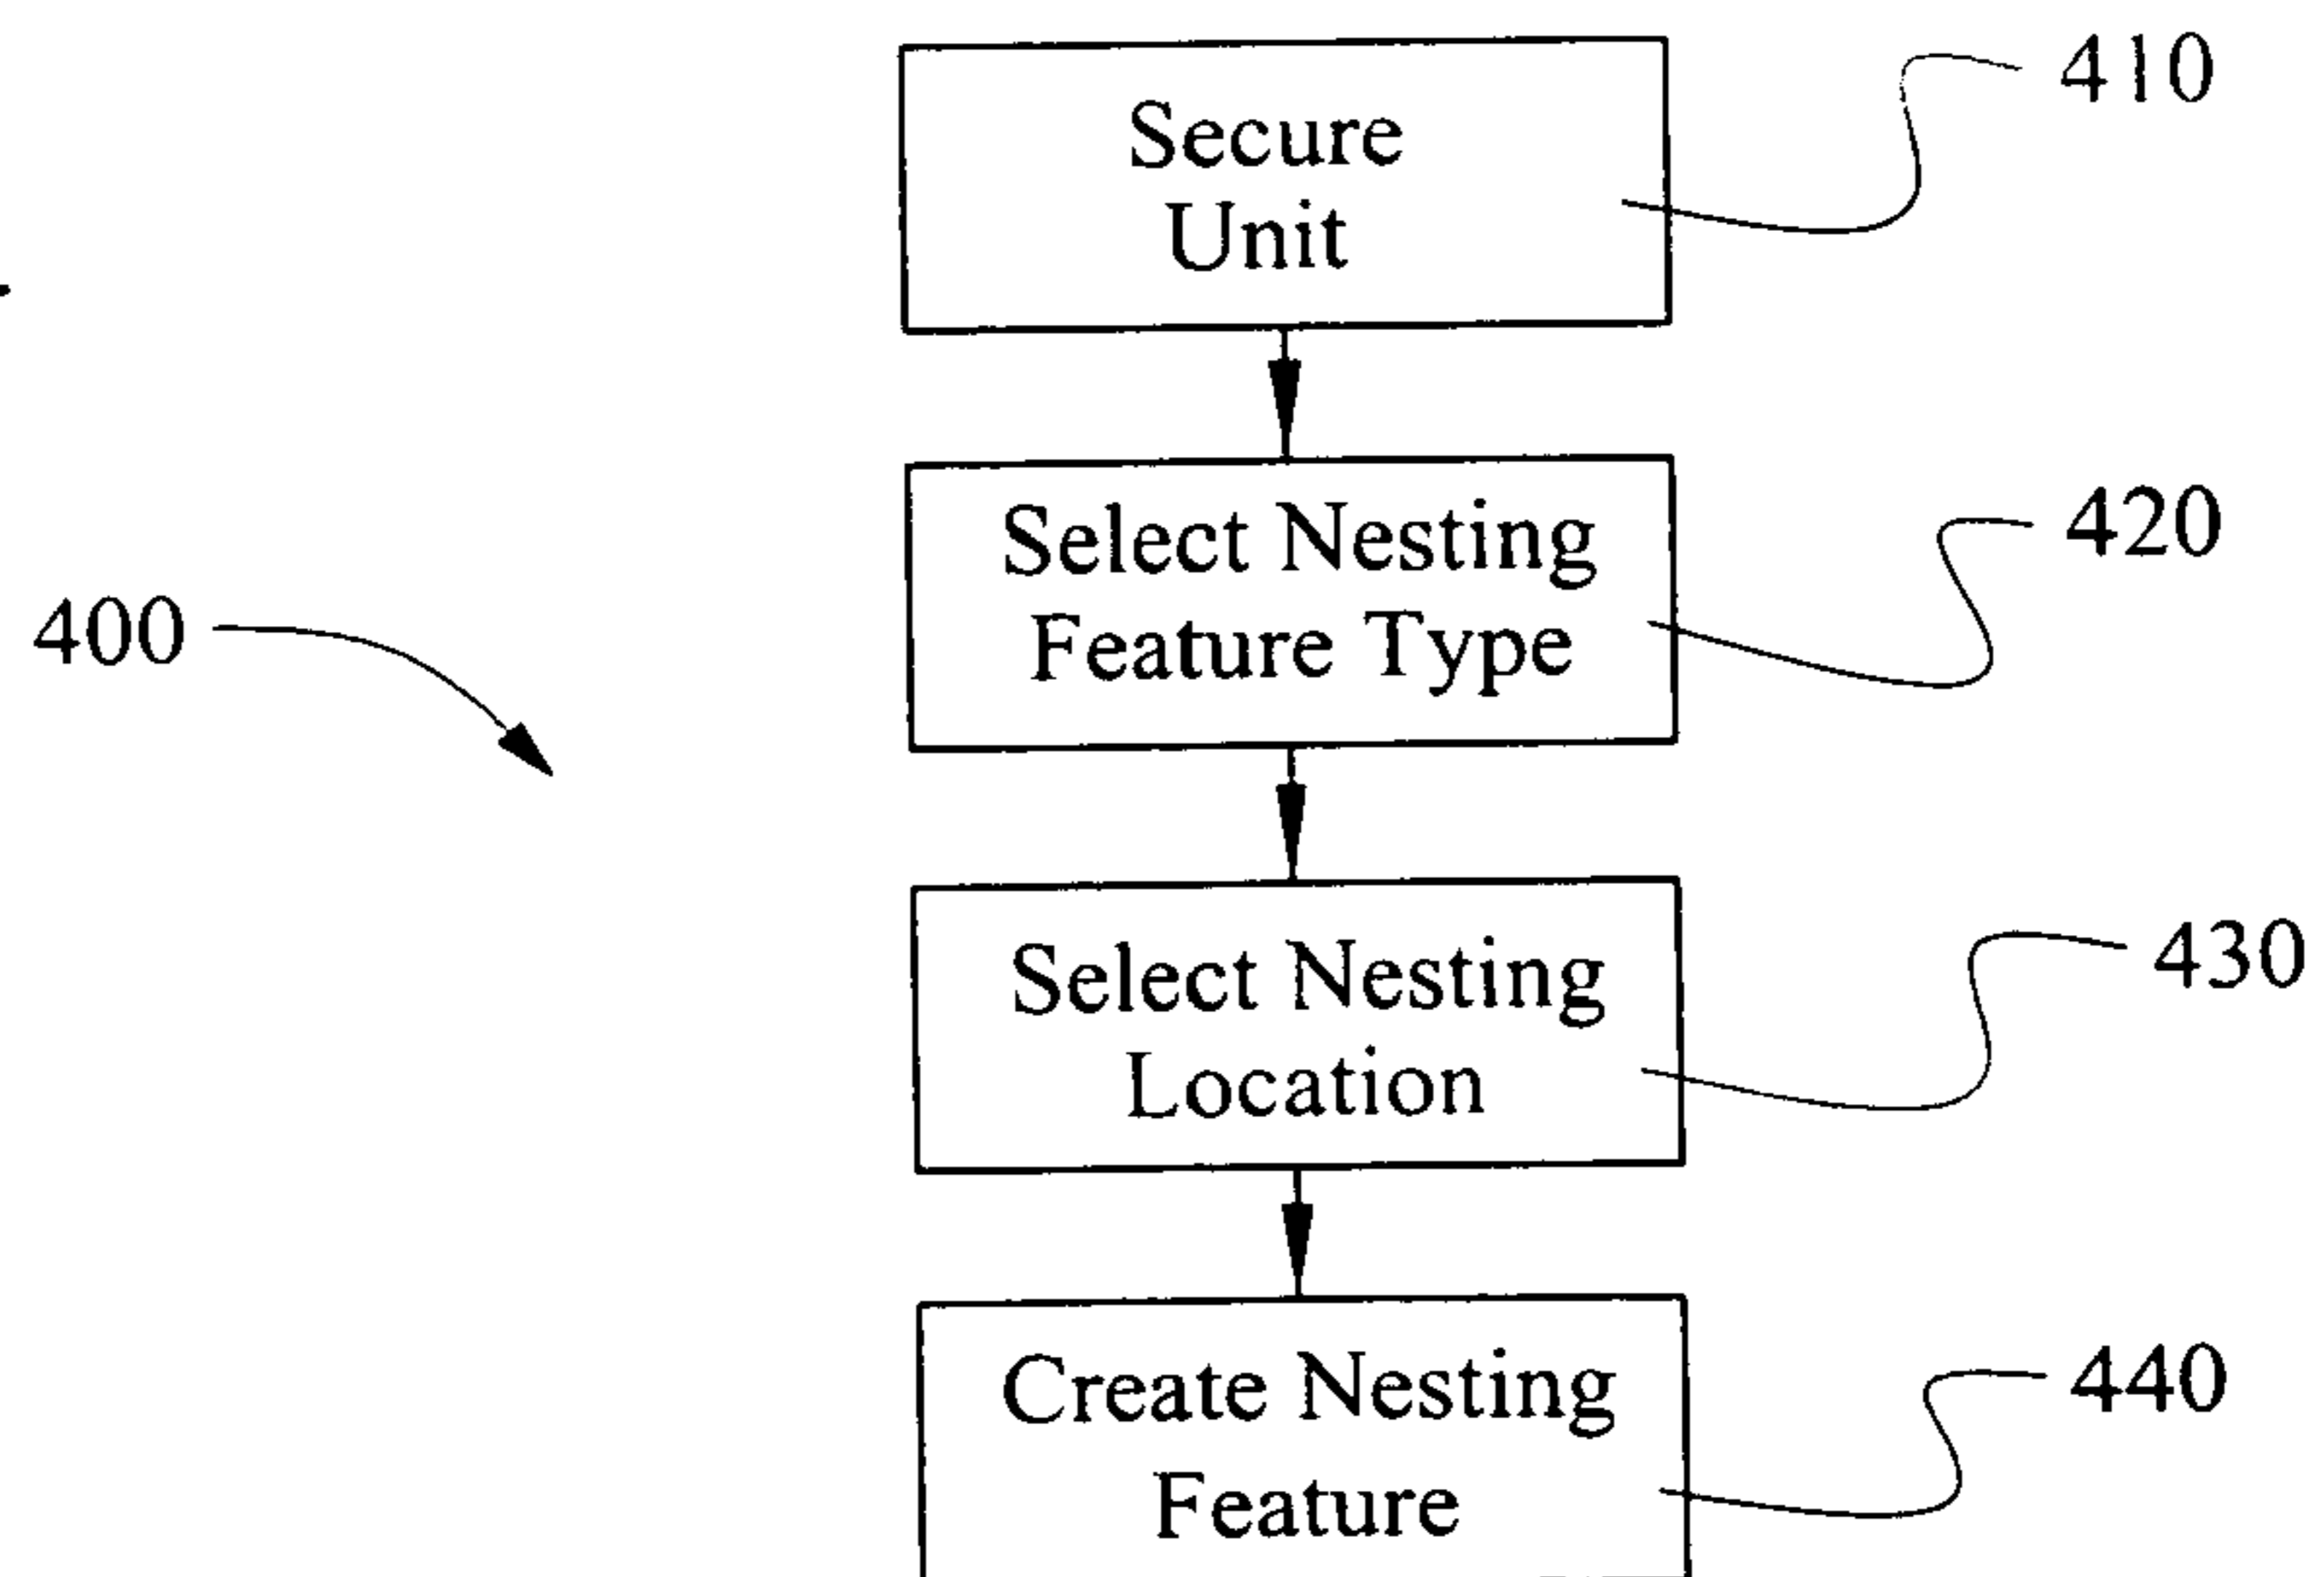 Secure
Unit
410
Select Nesting
Feature Type
420
400
Select Nesting
Location
430
Create Nesting
Feature
440